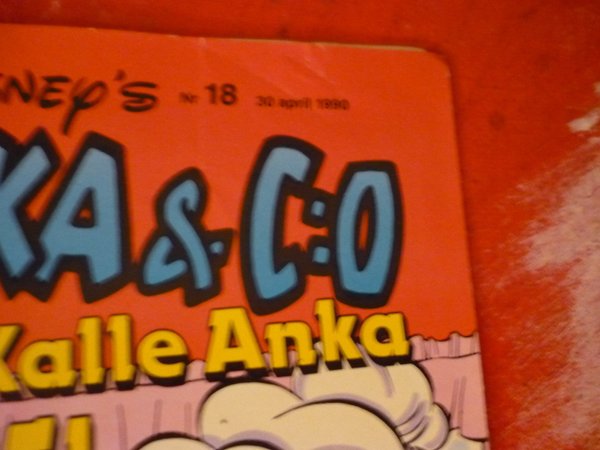 NEY'S Nr 18 30 april 1990
KA & C:O
Kalle Anka